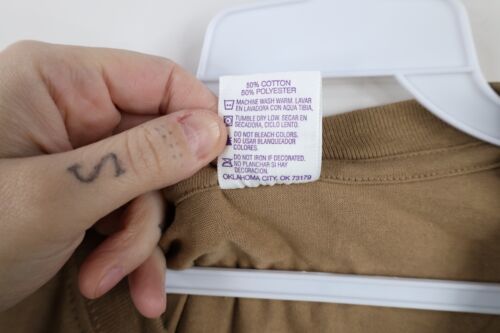 50% COTTON
50% POLYESTER
MACHINE WASH WARM. LAVAR
EN LAVADORA CON AQUA TIBIA.
TUMBLE DRY LOW. SECAR EN
SECADORA, CICLO LENTO.
DO NOT BLEACH COLORS.
NO USAR BLANQUEADOR
COLORES.
DO NOT IRON IF DECORATED.
NO PLANCHAR SI HAY
DECORACION.
OKLAHOMA CITY, OK 73179